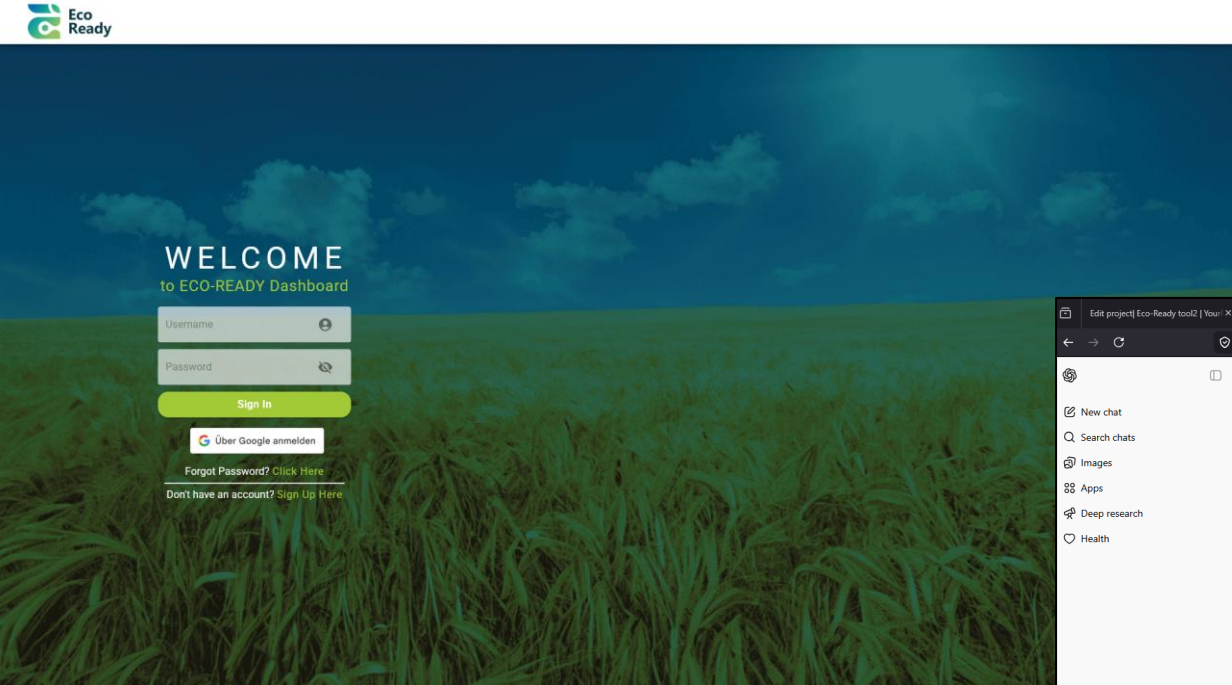 Eco
Ready
WELCOME
to ECO-READY Dashboard
Username
Password
Sign In
Über Google anmelden
Forgot Password? Click Here
Don't have an account? Sign Up Here
Edit project| Eco-Ready tool2 | Your
New chat
Search chats
Images
Apps
Deep research
Health